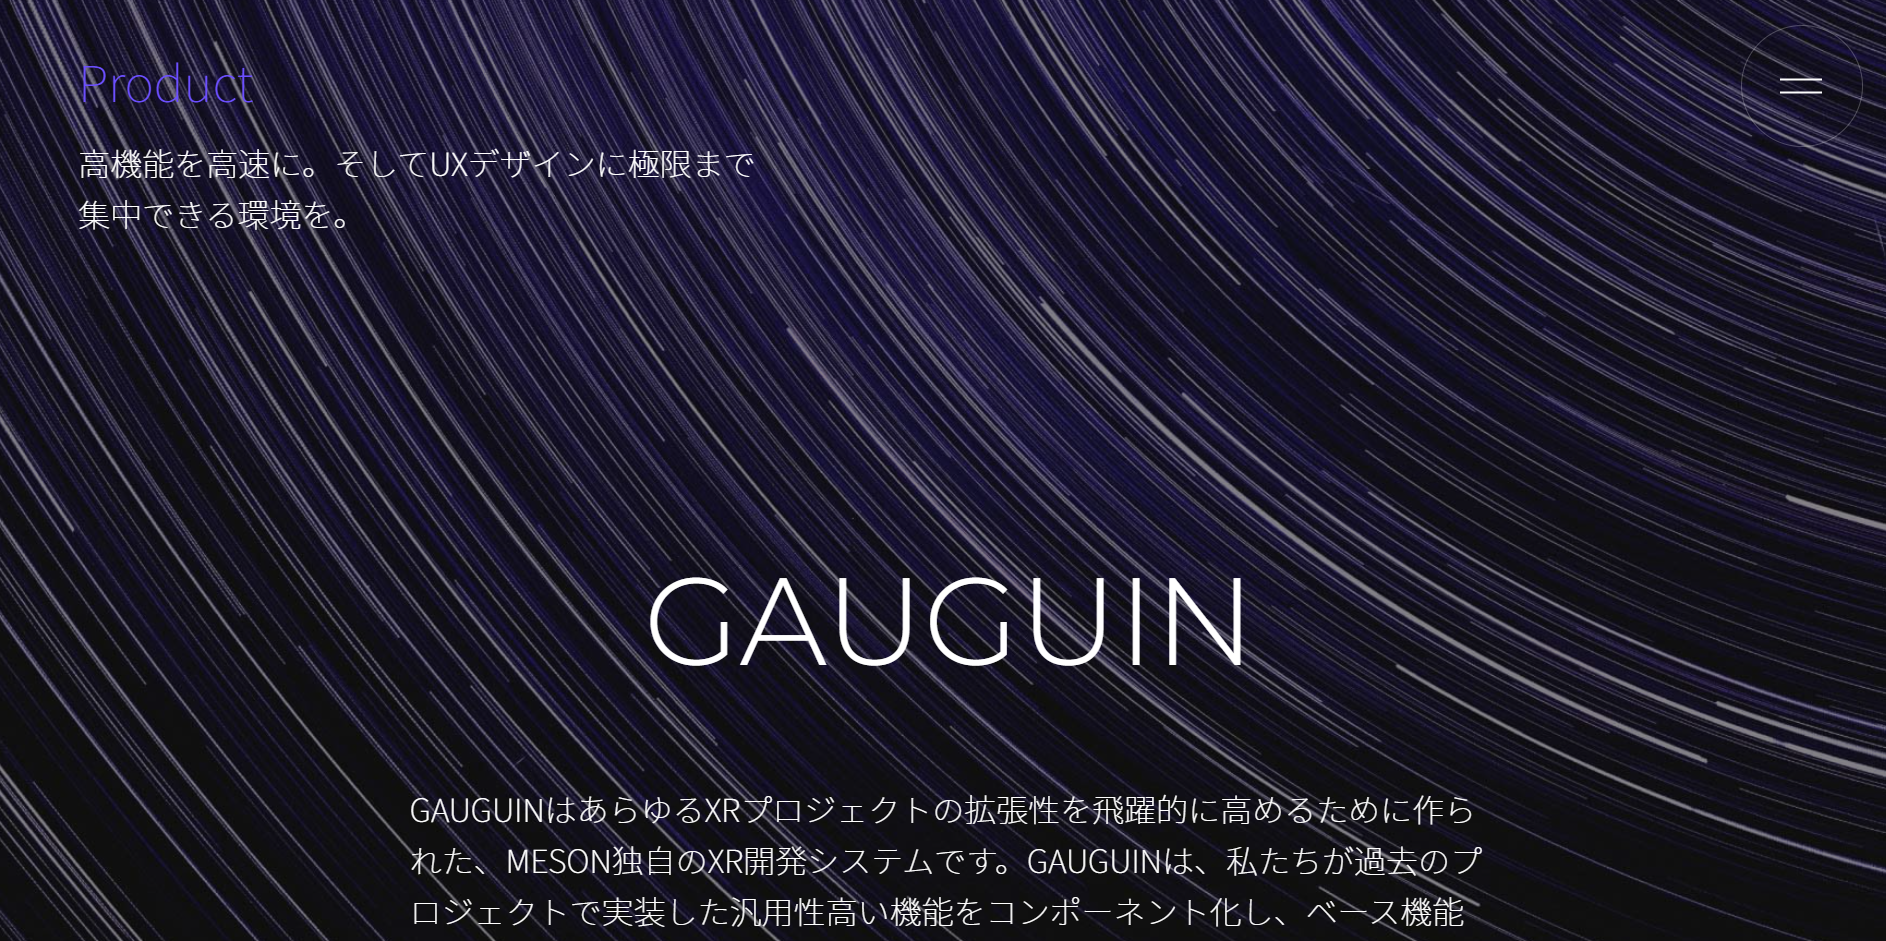 Product
高機能を高速に。そしてUXデザインに極限まで
集中できる環境を。
GAUGUIN
GAUGUINはあらゆるXRプロジェクトの拡張性を飛躍的に高めるために作ら
れた、MESON独自のXR開発システムです。GAUGUINは、私たちが過去のプ
ロジェクトで実装した汎用性高い機能をコンポーネント化し、ベース機能